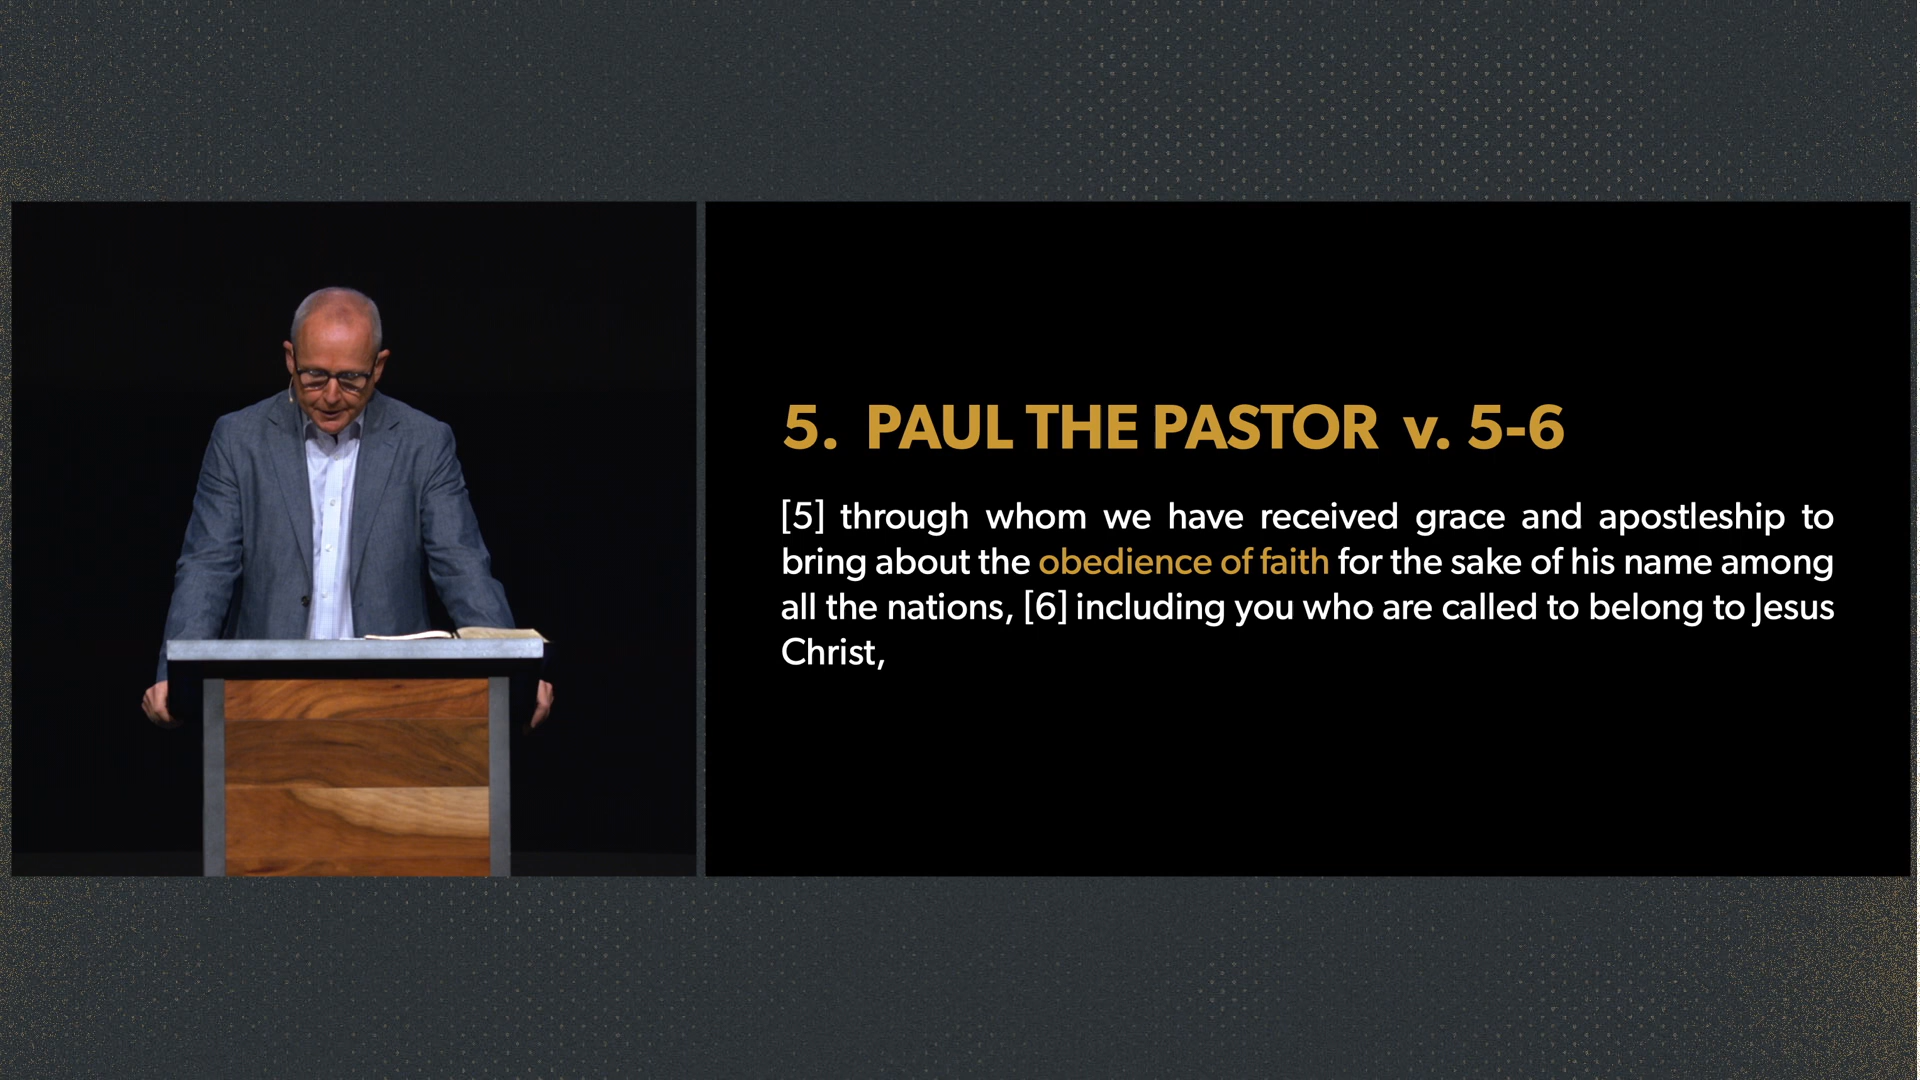 5. PAUL THE PASTOR v. 5-6
[5] through whom we have received grace and apostleship to
bring about the obedience of faith for the sake of his name among
all the nations, [6] including you who are called to belong to Jesus
Christ,